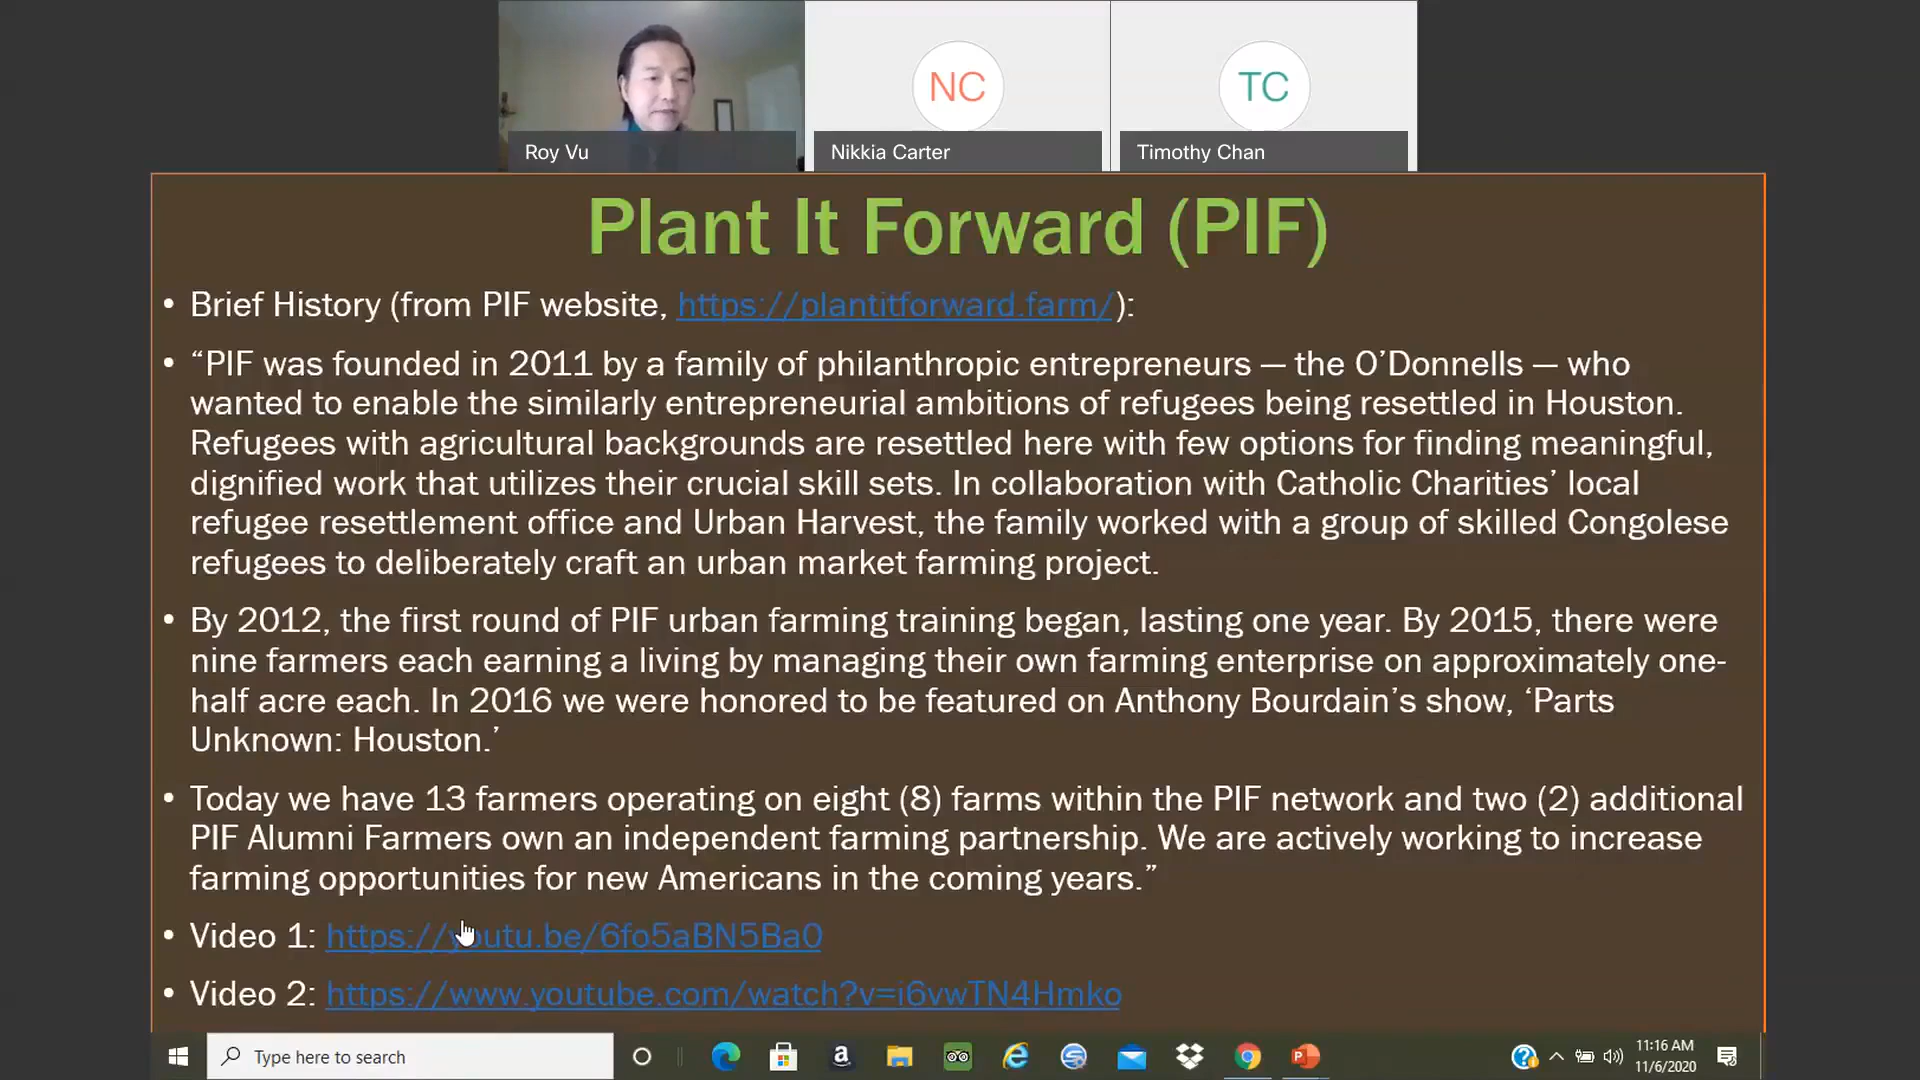 NC
TC
Roy Vu
Nikkia Carter
Timothy Chan
Plant It Forward (PIF)
• Brief History (from PIF website, https://plantitforward.farm/):
• “PIF was founded in 2011 by a family of philanthropic entrepreneurs — the O’Donnells — who
wanted to enable the similarly entrepreneurial ambitions of refugees being resettled in Houston.
Refugees with agricultural backgrounds are resettled here with few options for finding meaningful,
dignified work that utilizes their crucial skill sets. In collaboration with Catholic Charities’ local
refugee resettlement office and Urban Harvest, the family worked with a group of skilled Congolese
refugees to deliberately craft an urban market farming project.
• By 2012, the first round of PIF urban farming training began, lasting one year. By 2015, there were
nine farmers each earning a living by managing their own farming enterprise on approximately one-
half acre each. In 2016 we were honored to be featured on Anthony Bourdain’s show, ‘Parts
Unknown: Houston.’
• Today we have 13 farmers operating on eight (8) farms within the PIF network and two (2) additional
PIF Alumni Farmers own an independent farming partnership. We are actively working to increase
farming opportunities for new Americans in the coming years.”
• Video 1: https://youtu.be/6fo5aBN5Ba0
• Video 2: https://www.youtube.com/watch?v=i6vwTN4Hmko
Type here to search
11:16 AM
11/6/2020